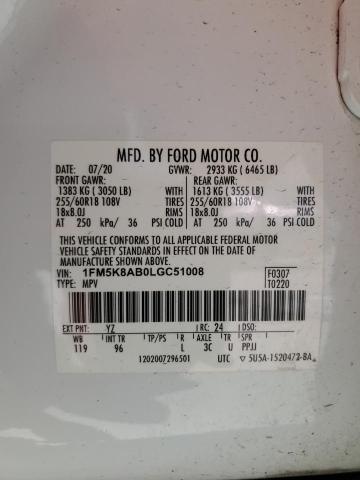 MFD. BY FORD MOTOR CO.
DATE: 07/20 GVWR: 2933 KG ( 6465 LB)
FRONT GAWR: REAR GAWR:
1383 KG ( 3050 LB) 1613 KG ( 3555 LB)
255/60R18 108V TIRES 255/60R18 108V TIRES
18x8.0J RIMS 18x8.0J RIMS
AT 250 kPa/ 36 PSI COLD AT 250 kPa/ 36 PSI COLD
THIS VEHICLE CONFORMS TO ALL APPLICABLE FEDERAL MOTOR
VEHICLE SAFETY STANDARDS IN EFFECT ON THE DATE OF
MANUFACTURE SHOWN ABOVE.
VIN: 1FM5K8AB0LGC51008 F0307
TYPE: MPV T0220
EXT PNT: YZ RC: 24 DSO:
WB INT TR TP/PS R AXLE TR SPR
119 96 L 3C U PPJJ
1202007296501 UTC ▽ 5U5A-1520472-BA